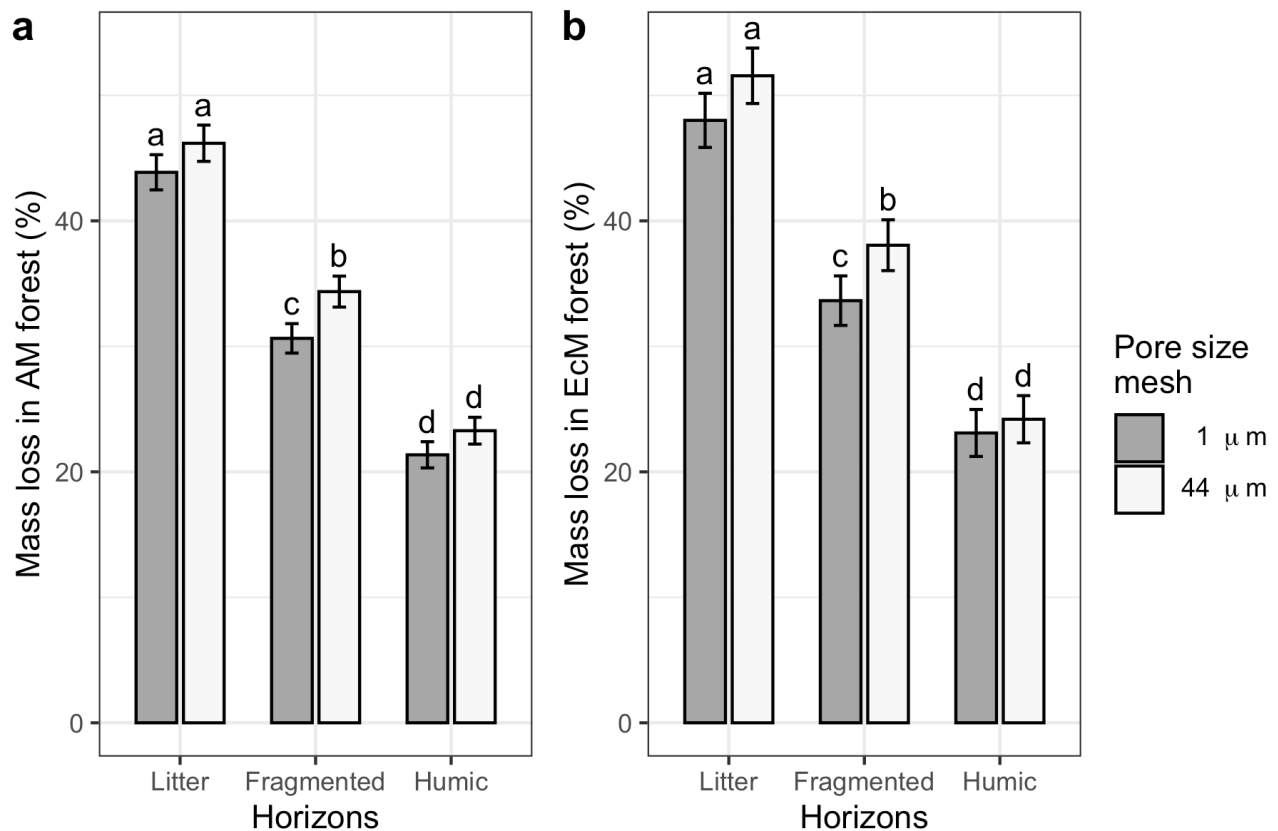 a
Mass loss in AM forest (%)
40
20
0
a
a
c
b
d
d
Litter
Fragmented
Humic
Horizons
b
Mass loss in EcM forest (%)
40
20
0
a
a
c
b
d
d
Litter
Fragmented
Humic
Horizons
Pore size
mesh
1 μm
44 μm